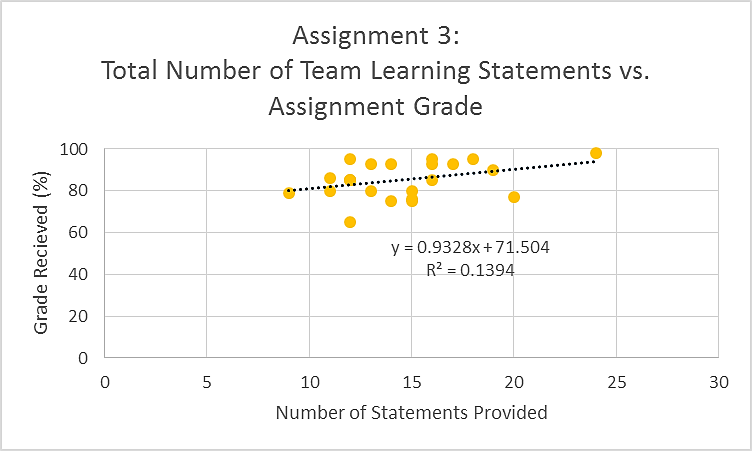 Assignment 3:
Total Number of Team Learning Statements vs.
Assignment Grade
100
80
60
40
20
0
Grade Recieved (%)
y = 0.9328x + 71.504
R² = 0.1394
0 5 10 15 20 25 30
Number of Statements Provided